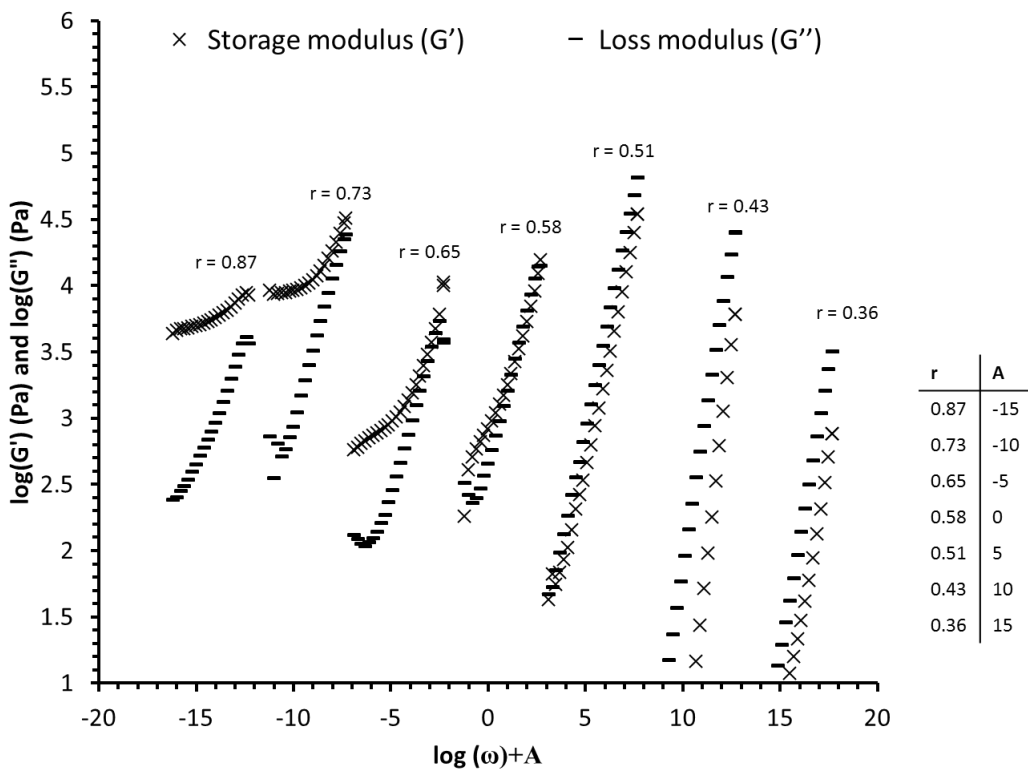 × Storage modulus (G’)
– Loss modulus (G’’)
log(G') (Pa) and log(G") (Pa)
6
5.5
5
4.5
4
3.5
3
2.5
2
1.5
1
r = 0.87
r = 0.73
r = 0.65
r = 0.58
r = 0.51
r = 0.43
r = 0.36
-20 -15 -10 -5 0 5 10 15 20
log (ω)+A
r A
0.87 -15
0.73 -10
0.65 -5
0.58 0
0.51 5
0.43 10
0.36 15